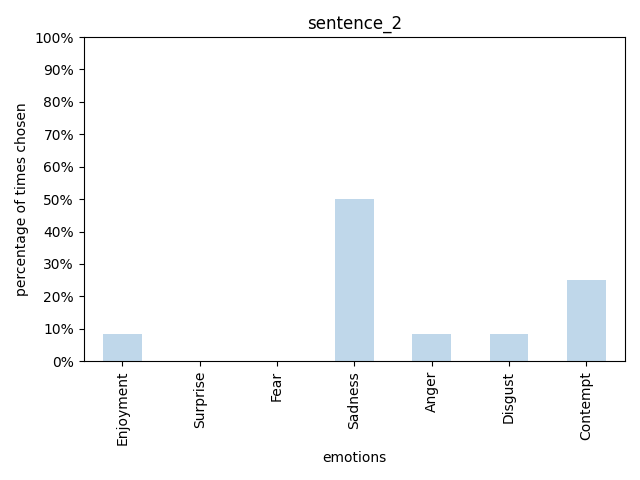 sentence_2
percentage of times chosen
100%
90%
80%
70%
60%
50%
40%
30%
20%
10%
0%
Enjoyment
Surprise
Fear
Sadness
Anger
Disgust
Contempt
emotions